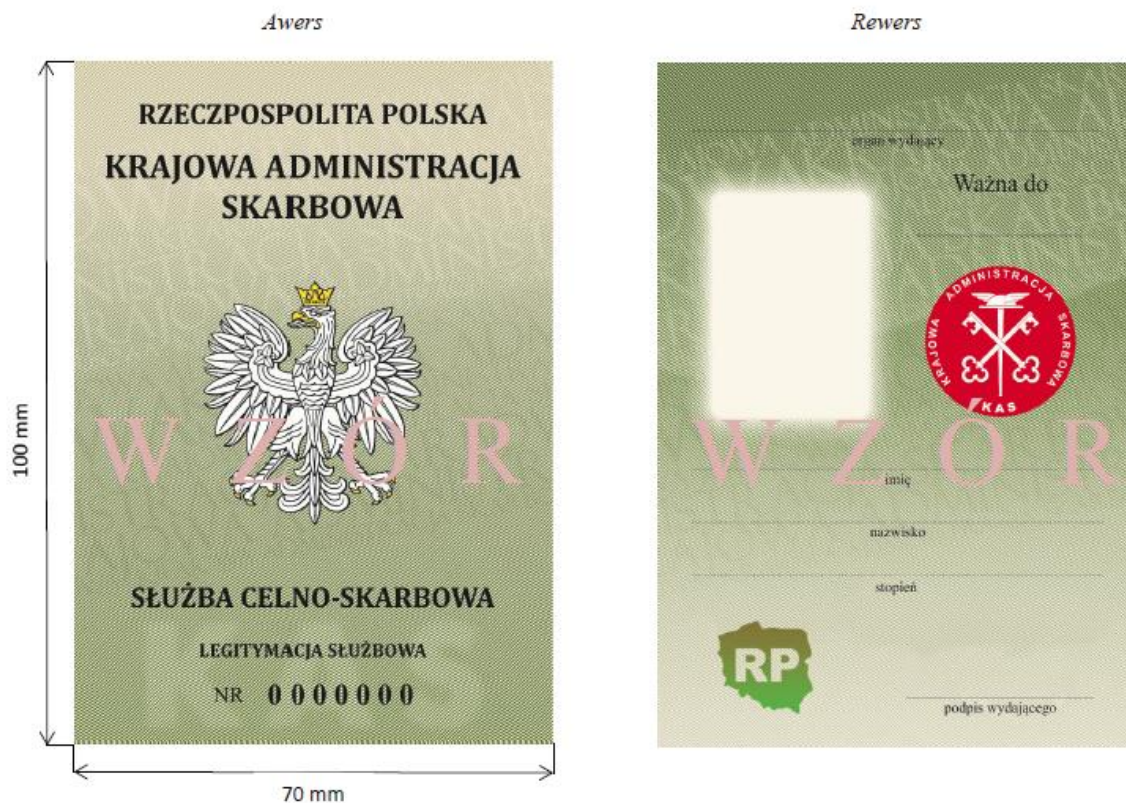 Awers
RZECZPOSPOLITA POLSKA
KRAJOWA ADMINISTRACJA
SKARBOWA
WZÓR
SŁUŻBA CELNO-SKARBOWA
LEGITYMACJA SŁUŻBOWA
NR 0000000
100 mm
70 mm
Rewers
organ wydający
Ważna do
KRAJOWA ADMINISTRACJA SKARBOWA
KAS
WZÓR
imię
nazwisko
stopień
RP
podpis wydającego